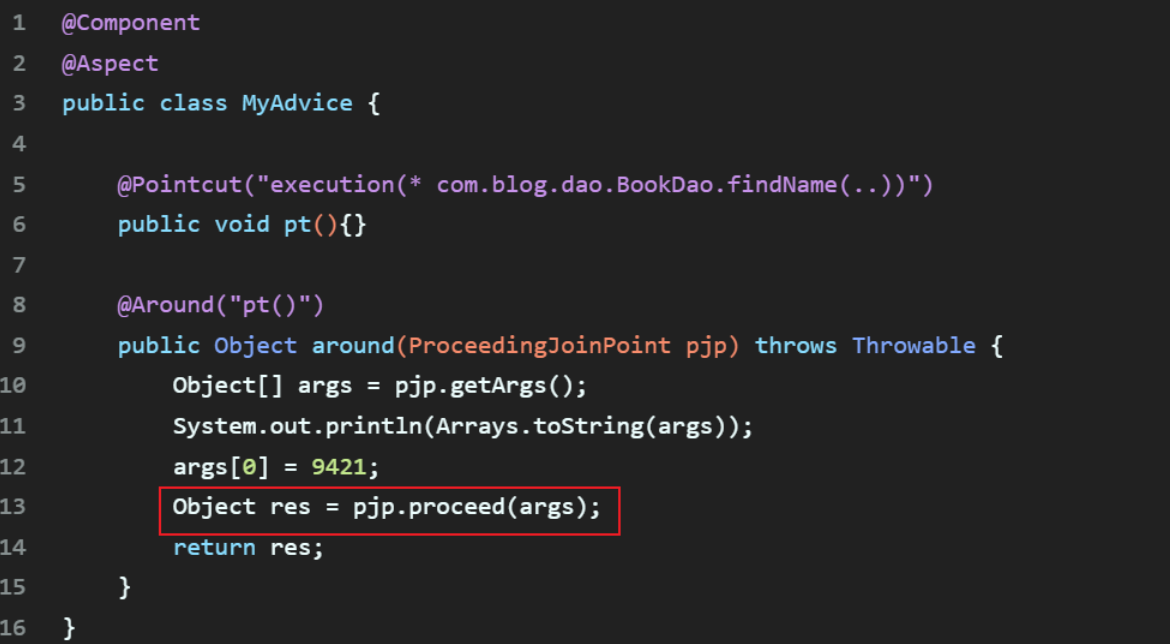 1 @Component
2 @Aspect
3 public class MyAdvice {
4
5 @Pointcut("execution(* com.blog.dao.BookDao.findName(..))")
6 public void pt(){}
7
8 @Around("pt()")
9 public Object around(ProceedingJoinPoint pjp) throws Throwable {
10 Object[] args = pjp.getArgs();
11 System.out.println(Arrays.toString(args));
12 args[0] = 9421;
13 Object res = pjp.proceed(args);
14 return res;
15 }
16 }